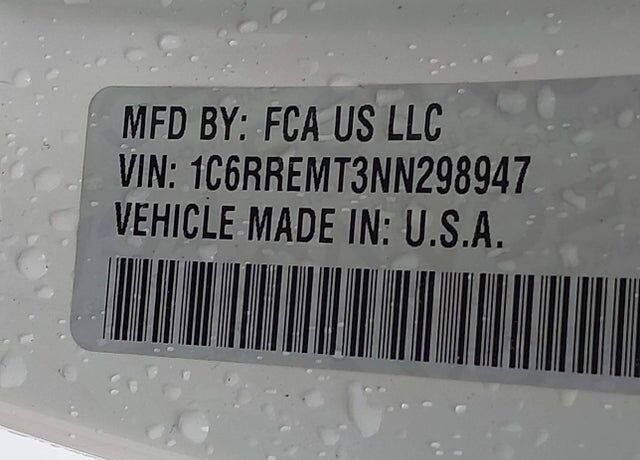 MFD BY: FCA US LLC
VIN: 1C6RREMT3NN298947
VEHICLE MADE IN: U.S.A.